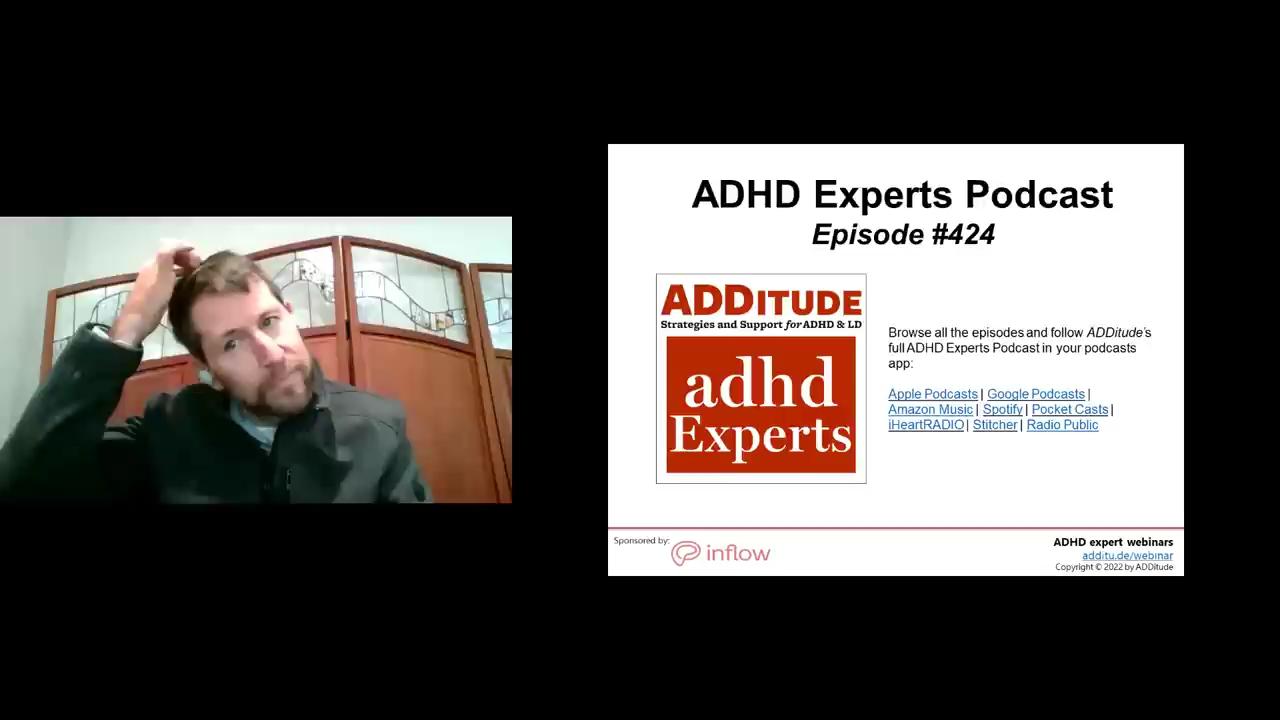 ADHD Experts Podcast
Episode #424
ADDITUDE
Strategies and Support for ADHD & LD
adhd
Experts
Browse all the episodes and follow ADDitude's
full ADHD Experts Podcast in your podcasts
app:
Apple Podcasts | Google Podcasts |
Amazon Music | Spotify | Pocket Casts |
iHeartRADIO | Stitcher | Radio Public
Sponsored by:
inflow
ADHD expert webinars
additu.de/webinar
Copyright © 2022 by ADDitude